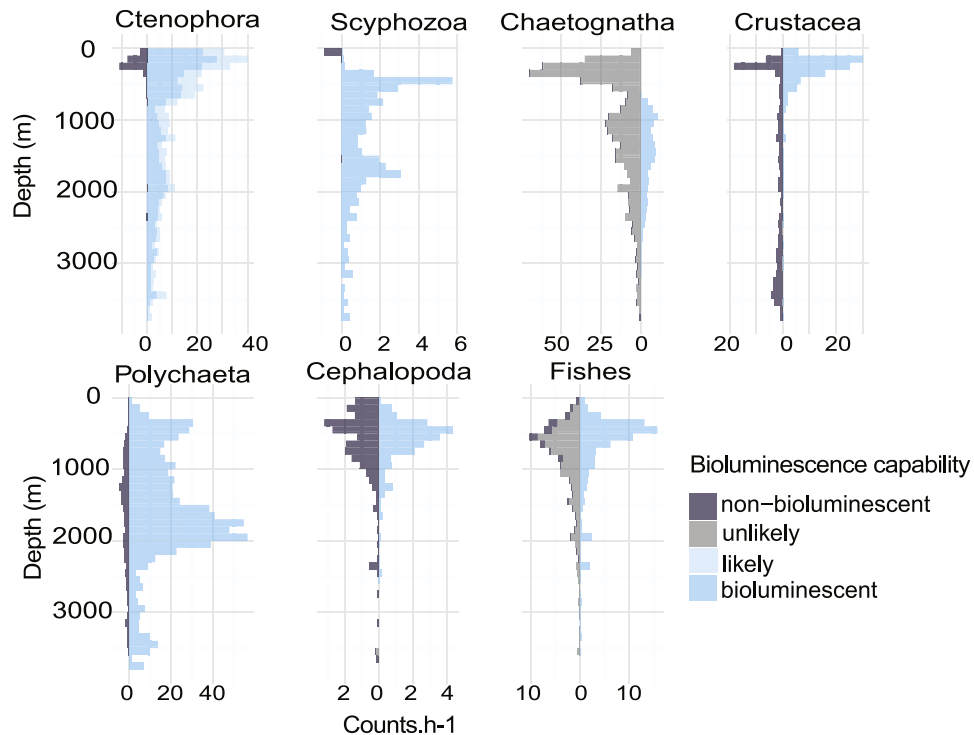 Ctenophora Scyphozoa Chaetognatha Crustacea
0
1000
2000
3000
Depth (m)
0 20 40 0 2 4 6 50 25 0 20 0
Polychaeta Cephalopoda Fishes
0
1000
2000
3000
Depth (m)
0 20 40 2 0 2 4 10 0 10
Counts.h-1
Bioluminescence capability
non-bioluminescent
unlikely
likely
bioluminescent